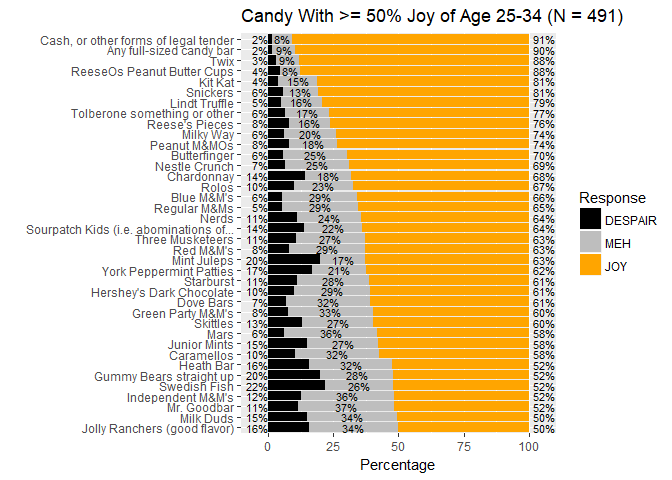 Candy With >= 50% Joy of Age 25-34 (N = 491)
Cash, or other forms of legal tender 2% 8% 91%
Any full-sized candy bar 2% 9% 90%
Twix 3% 9% 88%
ReeseOs Peanut Butter Cups 4% 8% 88%
Kit Kat 4% 15% 81%
Snickers 6% 13% 81%
Lindt Truffle 5% 16% 79%
Tolberone something or other 6% 17% 77%
Reese's Pieces 8% 16% 76%
Milky Way 6% 20% 74%
Peanut M&MOs 8% 18% 74%
Butterfinger 6% 25% 70%
Nestle Crunch 7% 25% 69%
Chardonnay 14% 18% 68%
Rolos 10% 23% 67%
Blue M&M's 6% 29% 66%
Regular M&Ms 5% 29% 65%
Nerds 11% 24% 64%
Sourpatch Kids (i.e. abominations of... 14% 22% 64%
Three Musketeers 11% 27% 63%
Red M&M's 8% 29% 63%
Mint Juleps 20% 17% 63%
York Peppermint Patties 17% 21% 62%
Starburst 11% 28% 61%
Hershey's Dark Chocolate 10% 29% 61%
Dove Bars 7% 32% 61%
Green Party M&M's 8% 33% 60%
Skittles 13% 27% 60%
Mars 6% 36% 58%
Junior Mints 15% 27% 58%
Caramellos 10% 32% 58%
Heath Bar 16% 32% 52%
Gummy Bears straight up 20% 28% 52%
Swedish Fish 22% 26% 52%
Independent M&M's 12% 36% 52%
Mr. Goodbar 11% 37% 52%
Milk Duds 15% 34% 50%
Jolly Ranchers (good flavor) 16% 34% 50%
0 25 50 75 100
Percentage
Response
DESPAIR
MEH
JOY